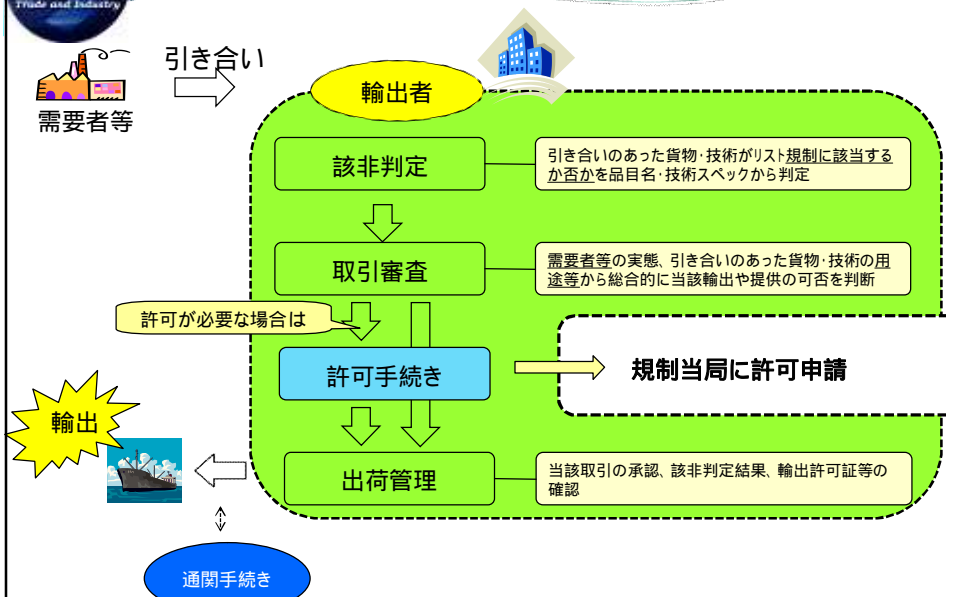 Trade and Industry
引き合い
需要者等
輸出者
該非判定
引き合いのあった貨物・技術がリスト規制に該当する
か否かを品目名・技術スペックから判定
取引審査
需要者等の実態、引き合いのあった貨物・技術の用
途等から総合的に当該輸出や提供の可否を判断
許可が必要な場合は
許可手続き
規制当局に許可申請
輸出
出荷管理
当該取引の承認、該非判定結果、輸出許可証等の
確認
通関手続き